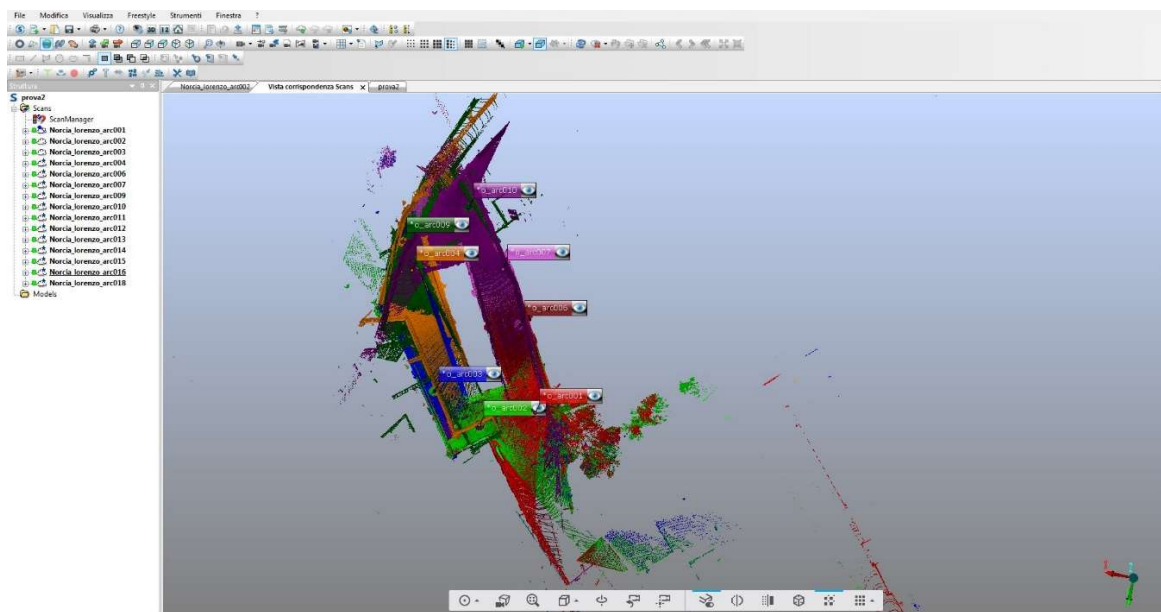 File Modifica Visualizza Freestyle Strumenti Finestra ?
Struttura
Norcia_lorenzo_arc002 Vista corrispondenza Scans x prova2
prova2
Scans
ScanManager
Norcia_lorenzo_arc001
Norcia_lorenzo_arc002
Norcia_lorenzo_arc003
Norcia_lorenzo_arc004
Norcia_lorenzo_arc006
Norcia_lorenzo_arc007
Norcia_lorenzo_arc009
Norcia_lorenzo_arc010
Norcia_lorenzo_arc011
Norcia_lorenzo_arc012
Norcia_lorenzo_arc013
Norcia_lorenzo_arc014
Norcia_lorenzo_arc015
Norcia_lorenzo_arc016
Norcia_lorenzo_arc018
Models
*o_arc010
*o_arc009
*o_arc004
*o_arc007
*o_arc006
*o_arc003
*o_arc001
*o_arc002